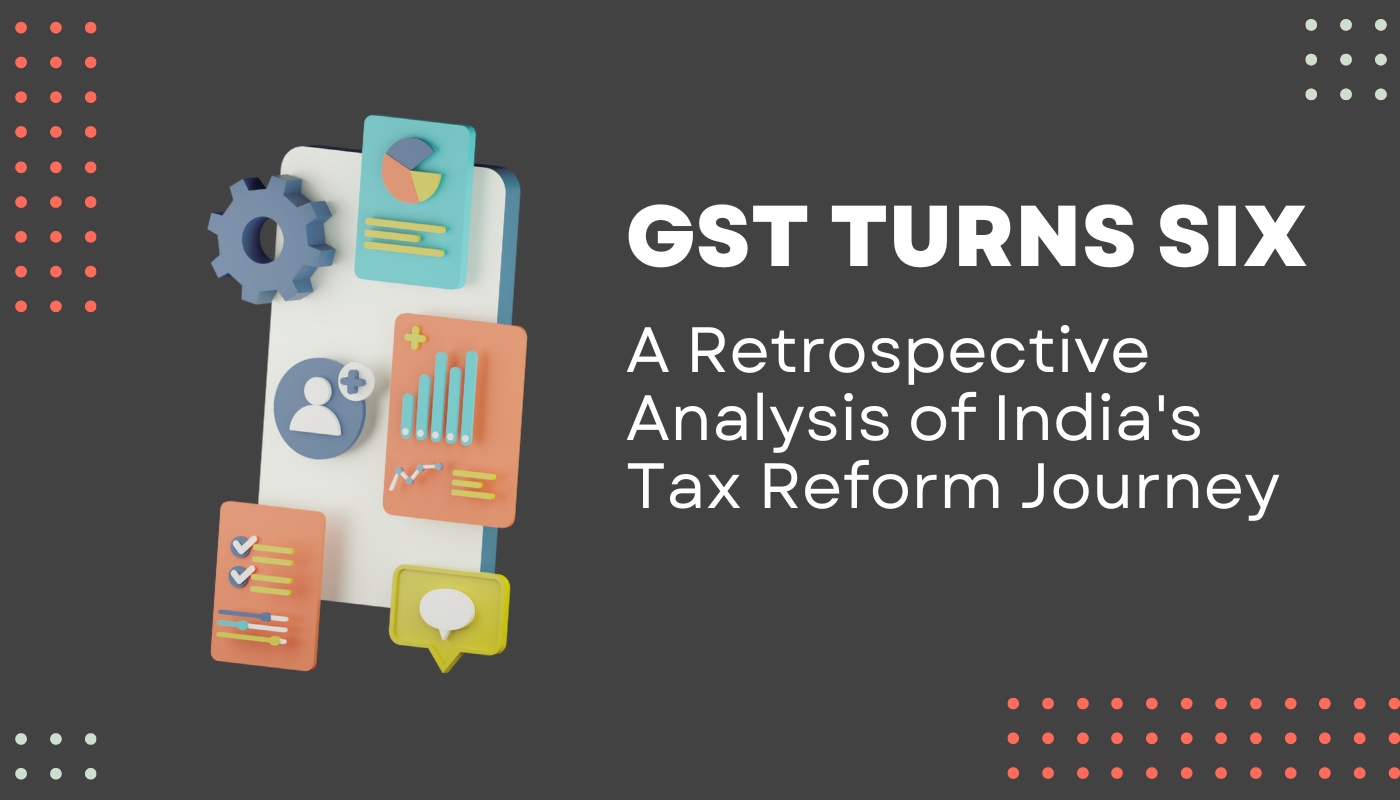 GST TURNS SIX
A Retrospective
Analysis of India's
Tax Reform Journey